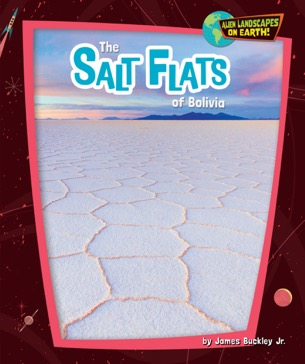 ALIEN LANDSCAPES
ON EARTH!
The
SALT FLATS
of Bolivia
by James Buckley Jr.